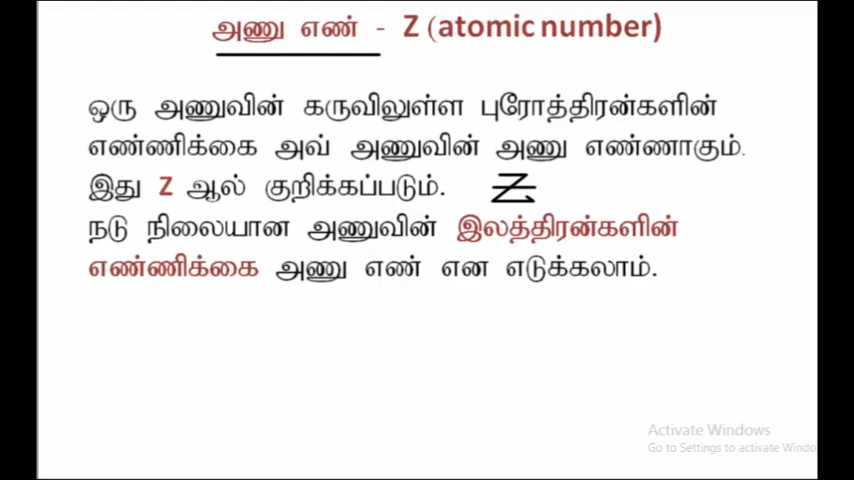 அணு எண் - Z (atomic number)
ஒரு அணுவின் கருவிலுள்ள புரோத்திரன்களின்
எண்ணிக்கை அவ் அணுவின் அணு எண்ணாகும்.
இது Z ஆல் குறிக்கப்படும். Z
நடு நிலையான அணுவின் இலத்திரன்களின்
எண்ணிக்கை அணு எண் என எடுக்கலாம்.
Activate Windows
Go to Settings to activate Windo